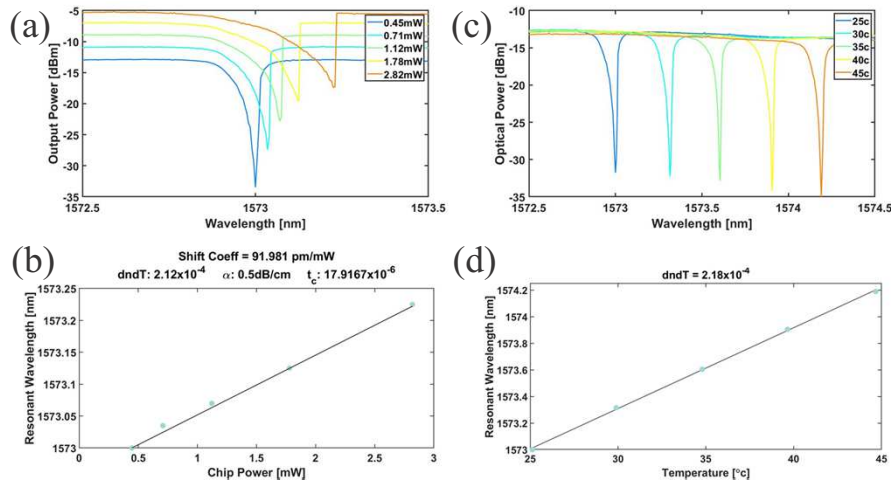 (a)
-5
-10
-15
-20
-25
-30
-35
Output Power [dBm]
0.45mW
0.71mW
1.12mW
1.78mW
2.82mW
1572.5
1573
1573.5
Wavelength [nm]
(c)
-10
-15
-20
-25
-30
-35
Optical Power [dBm]
25c
30c
35c
40c
45c
1572.5
1573
1573.5
1574
1574.5
Wavelength [nm]
(b)
Shift Coeff = 91.981 pm/mW
dndT: 2.12x10⁻⁴ α: 0.5dB/cm t_c: 17.9167x10⁻⁶
1573.25
1573.2
1573.15
1573.1
1573.05
1573
Resonant Wavelength [nm]
0
0.5
1
1.5
2
2.5
3
Chip Power [mW]
(d)
dndT = 2.18x10⁻⁴
1574.2
1574
1573.8
1573.6
1573.4
1573.2
1573
Resonant Wavelength [nm]
25
30
35
40
45
Temperature [°c]